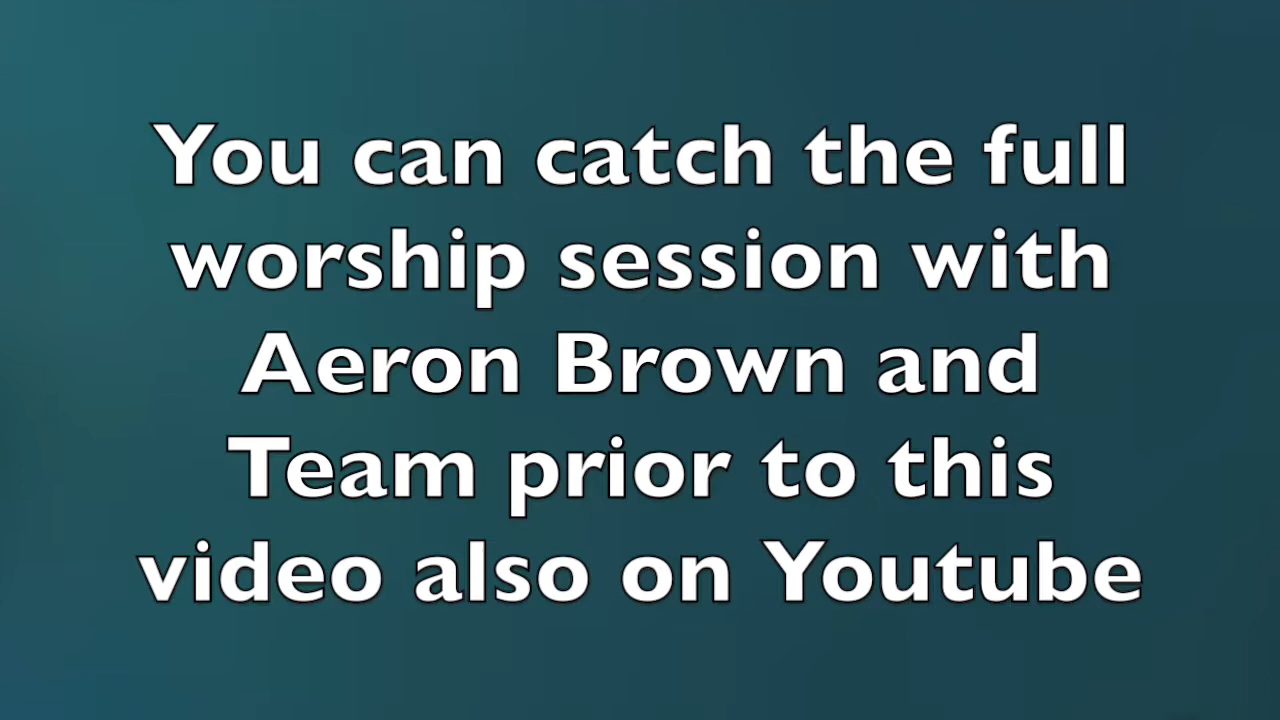 You can catch the full
worship session with
Aeron Brown and
Team prior to this
video also on Youtube